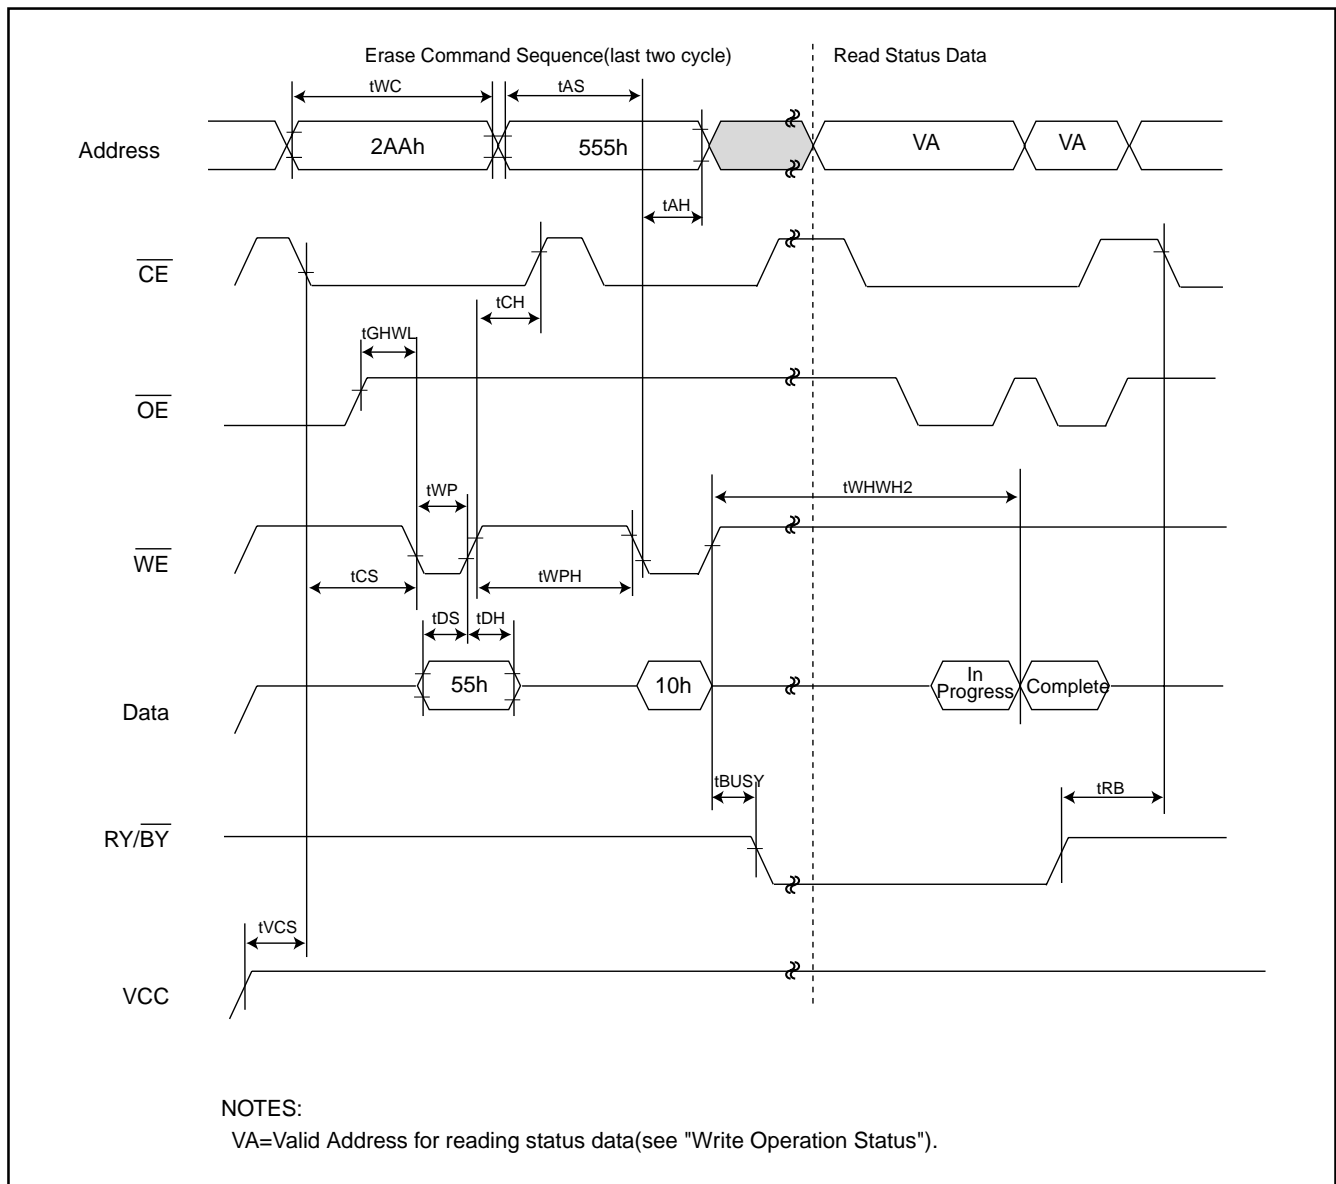 Erase Command Sequence(last two cycle)
Read Status Data
tWC
tAS
Address
2AAh
555h
VA
VA
tAH
CE
tCH
tGHWL
OE
tWP
tWHWH2
WE
tCS
tWPH
tDS
tDH
Data
55h
10h
In
Progress
Complete
tBUSY
tRB
RY/BY
tVCS
VCC
NOTES:
VA=Valid Address for reading status data(see "Write Operation Status").